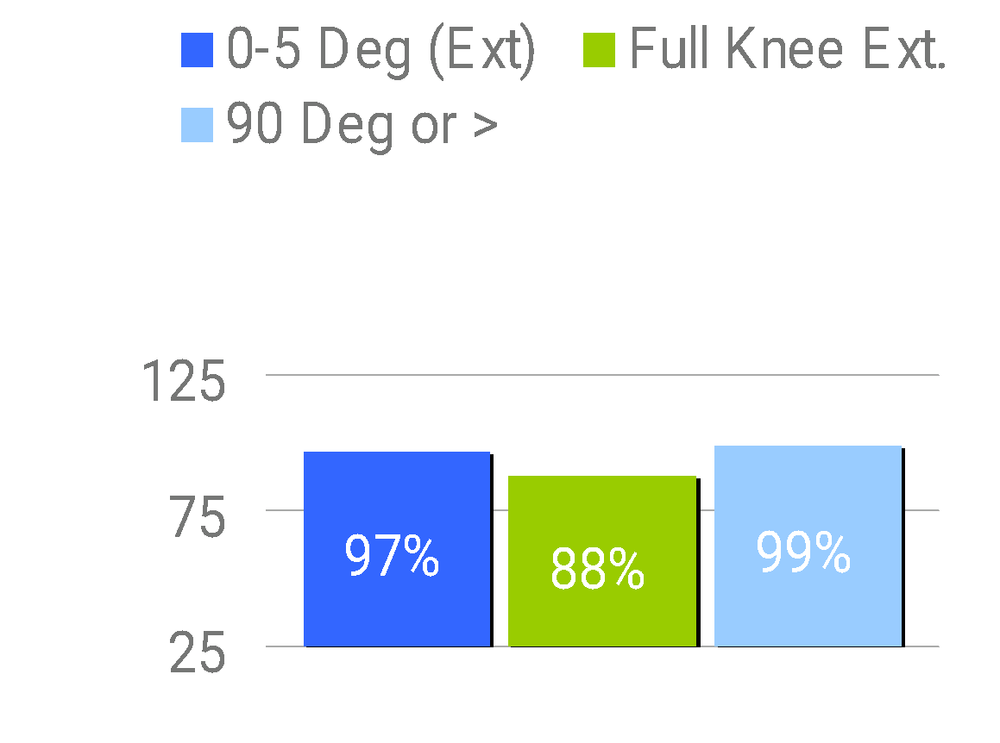 0-5 Deg (Ext) Full Knee Ext.
90 Deg or >
125
75
97% 88% 99%
25